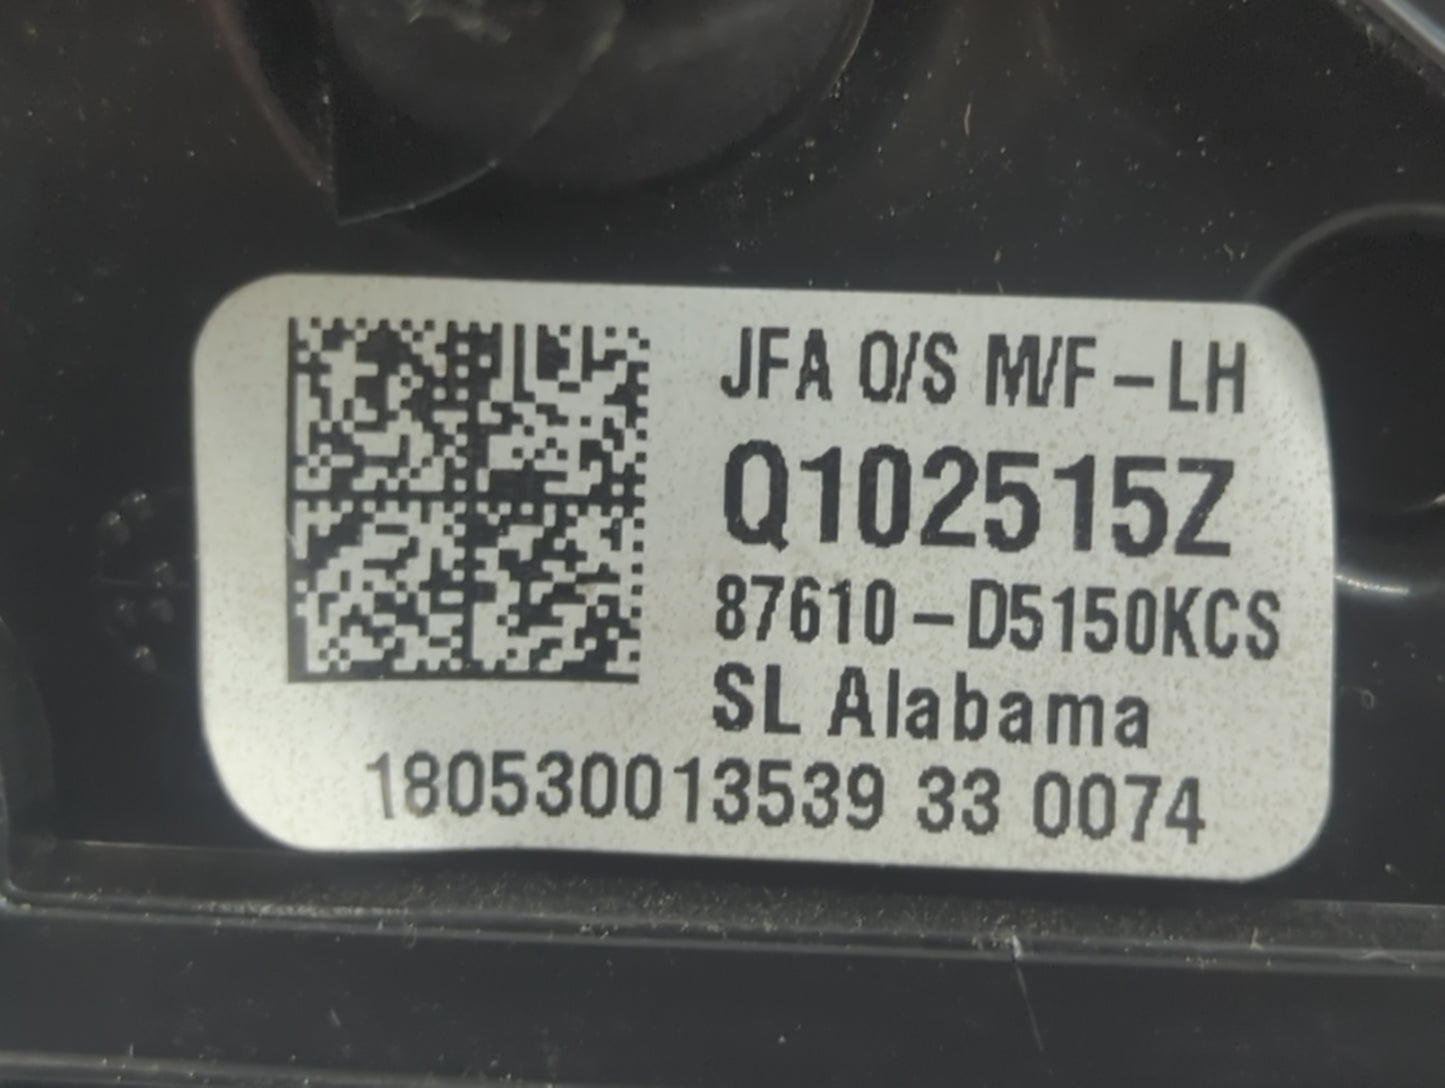 JFA O/S M/F-LH
Q102515Z
87610-D5150KCS
SL Alabama
180530013539 33 0074